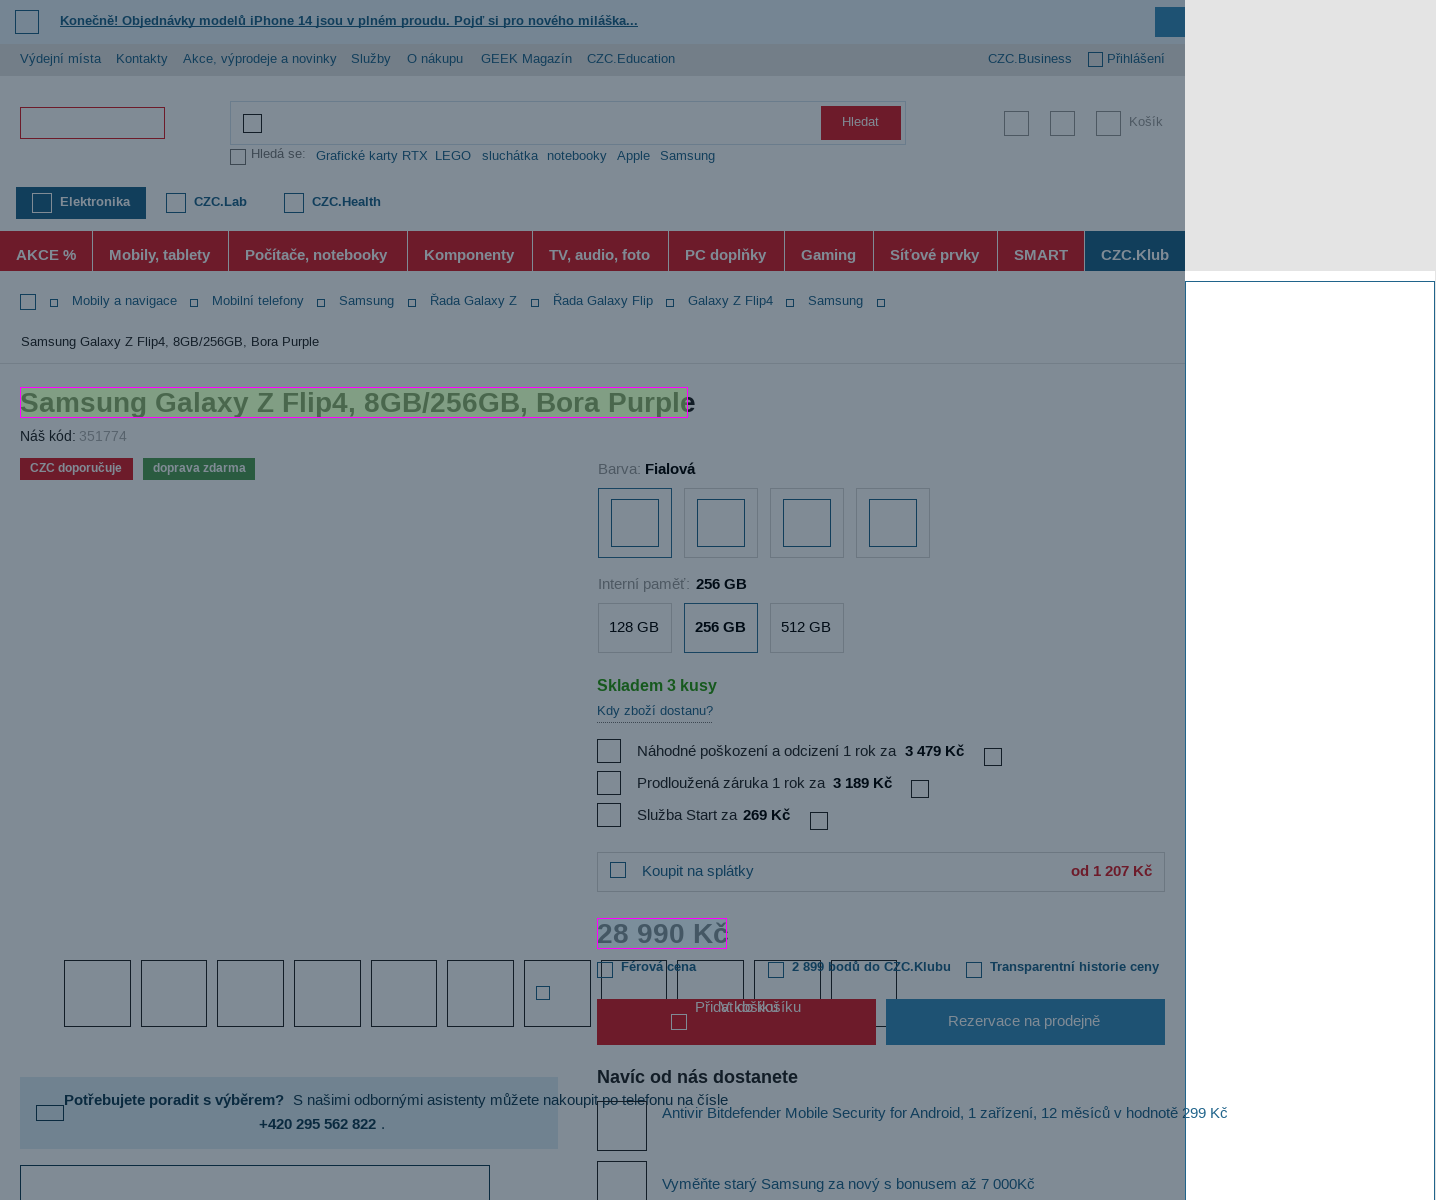 Konečně! Objednávky modelů iPhone 14 jsou v plném proudu. Pojď si pro nového miláška...
Výdejní místa Kontakty Akce, výprodeje a novinky Služby O nákupu GEEK Magazín CZC.Education CZC.Business Přihlášení
Hledat Košík
Hledá se: Grafické karty RTX LEGO sluchátka notebooky Apple Samsung
Elektronika CZC.Lab CZC.Health
AKCE % Mobily, tablety Počítače, notebooky Komponenty TV, audio, foto PC doplňky Gaming Síťové prvky SMART CZC.Klub
Mobily a navigace Mobilní telefony Samsung Řada Galaxy Z Řada Galaxy Flip Galaxy Z Flip4 Samsung
Samsung Galaxy Z Flip4, 8GB/256GB, Bora Purple
Samsung Galaxy Z Flip4, 8GB/256GB, Bora Purple
Náš kód: 351774
CZC doporučuje doprava zdarma
Barva: Fialová
Interní paměť: 256 GB
128 GB 256 GB 512 GB
Skladem 3 kusy
Kdy zboží dostanu?
Náhodné poškození a odcizení 1 rok za 3 479 Kč
Prodloužená záruka 1 rok za 3 189 Kč
Služba Start za 269 Kč
Koupit na splátky od 1 207 Kč
28 990 Kč
Férová cena 2 899 bodů do CZC.Klubu Transparentní historie ceny
Přidat do košíku
V košíku
Rezervace na prodejně
Navíc od nás dostanete
Potřebujete poradit s výběrem? S našimi odbornými asistenty můžete nakoupit po telefonu na čísle
+420 295 562 822 .
Antivir Bitdefender Mobile Security for Android, 1 zařízení, 12 měsíců v hodnotě 299 Kč
Vyměňte starý Samsung za nový s bonusem až 7 000Kč